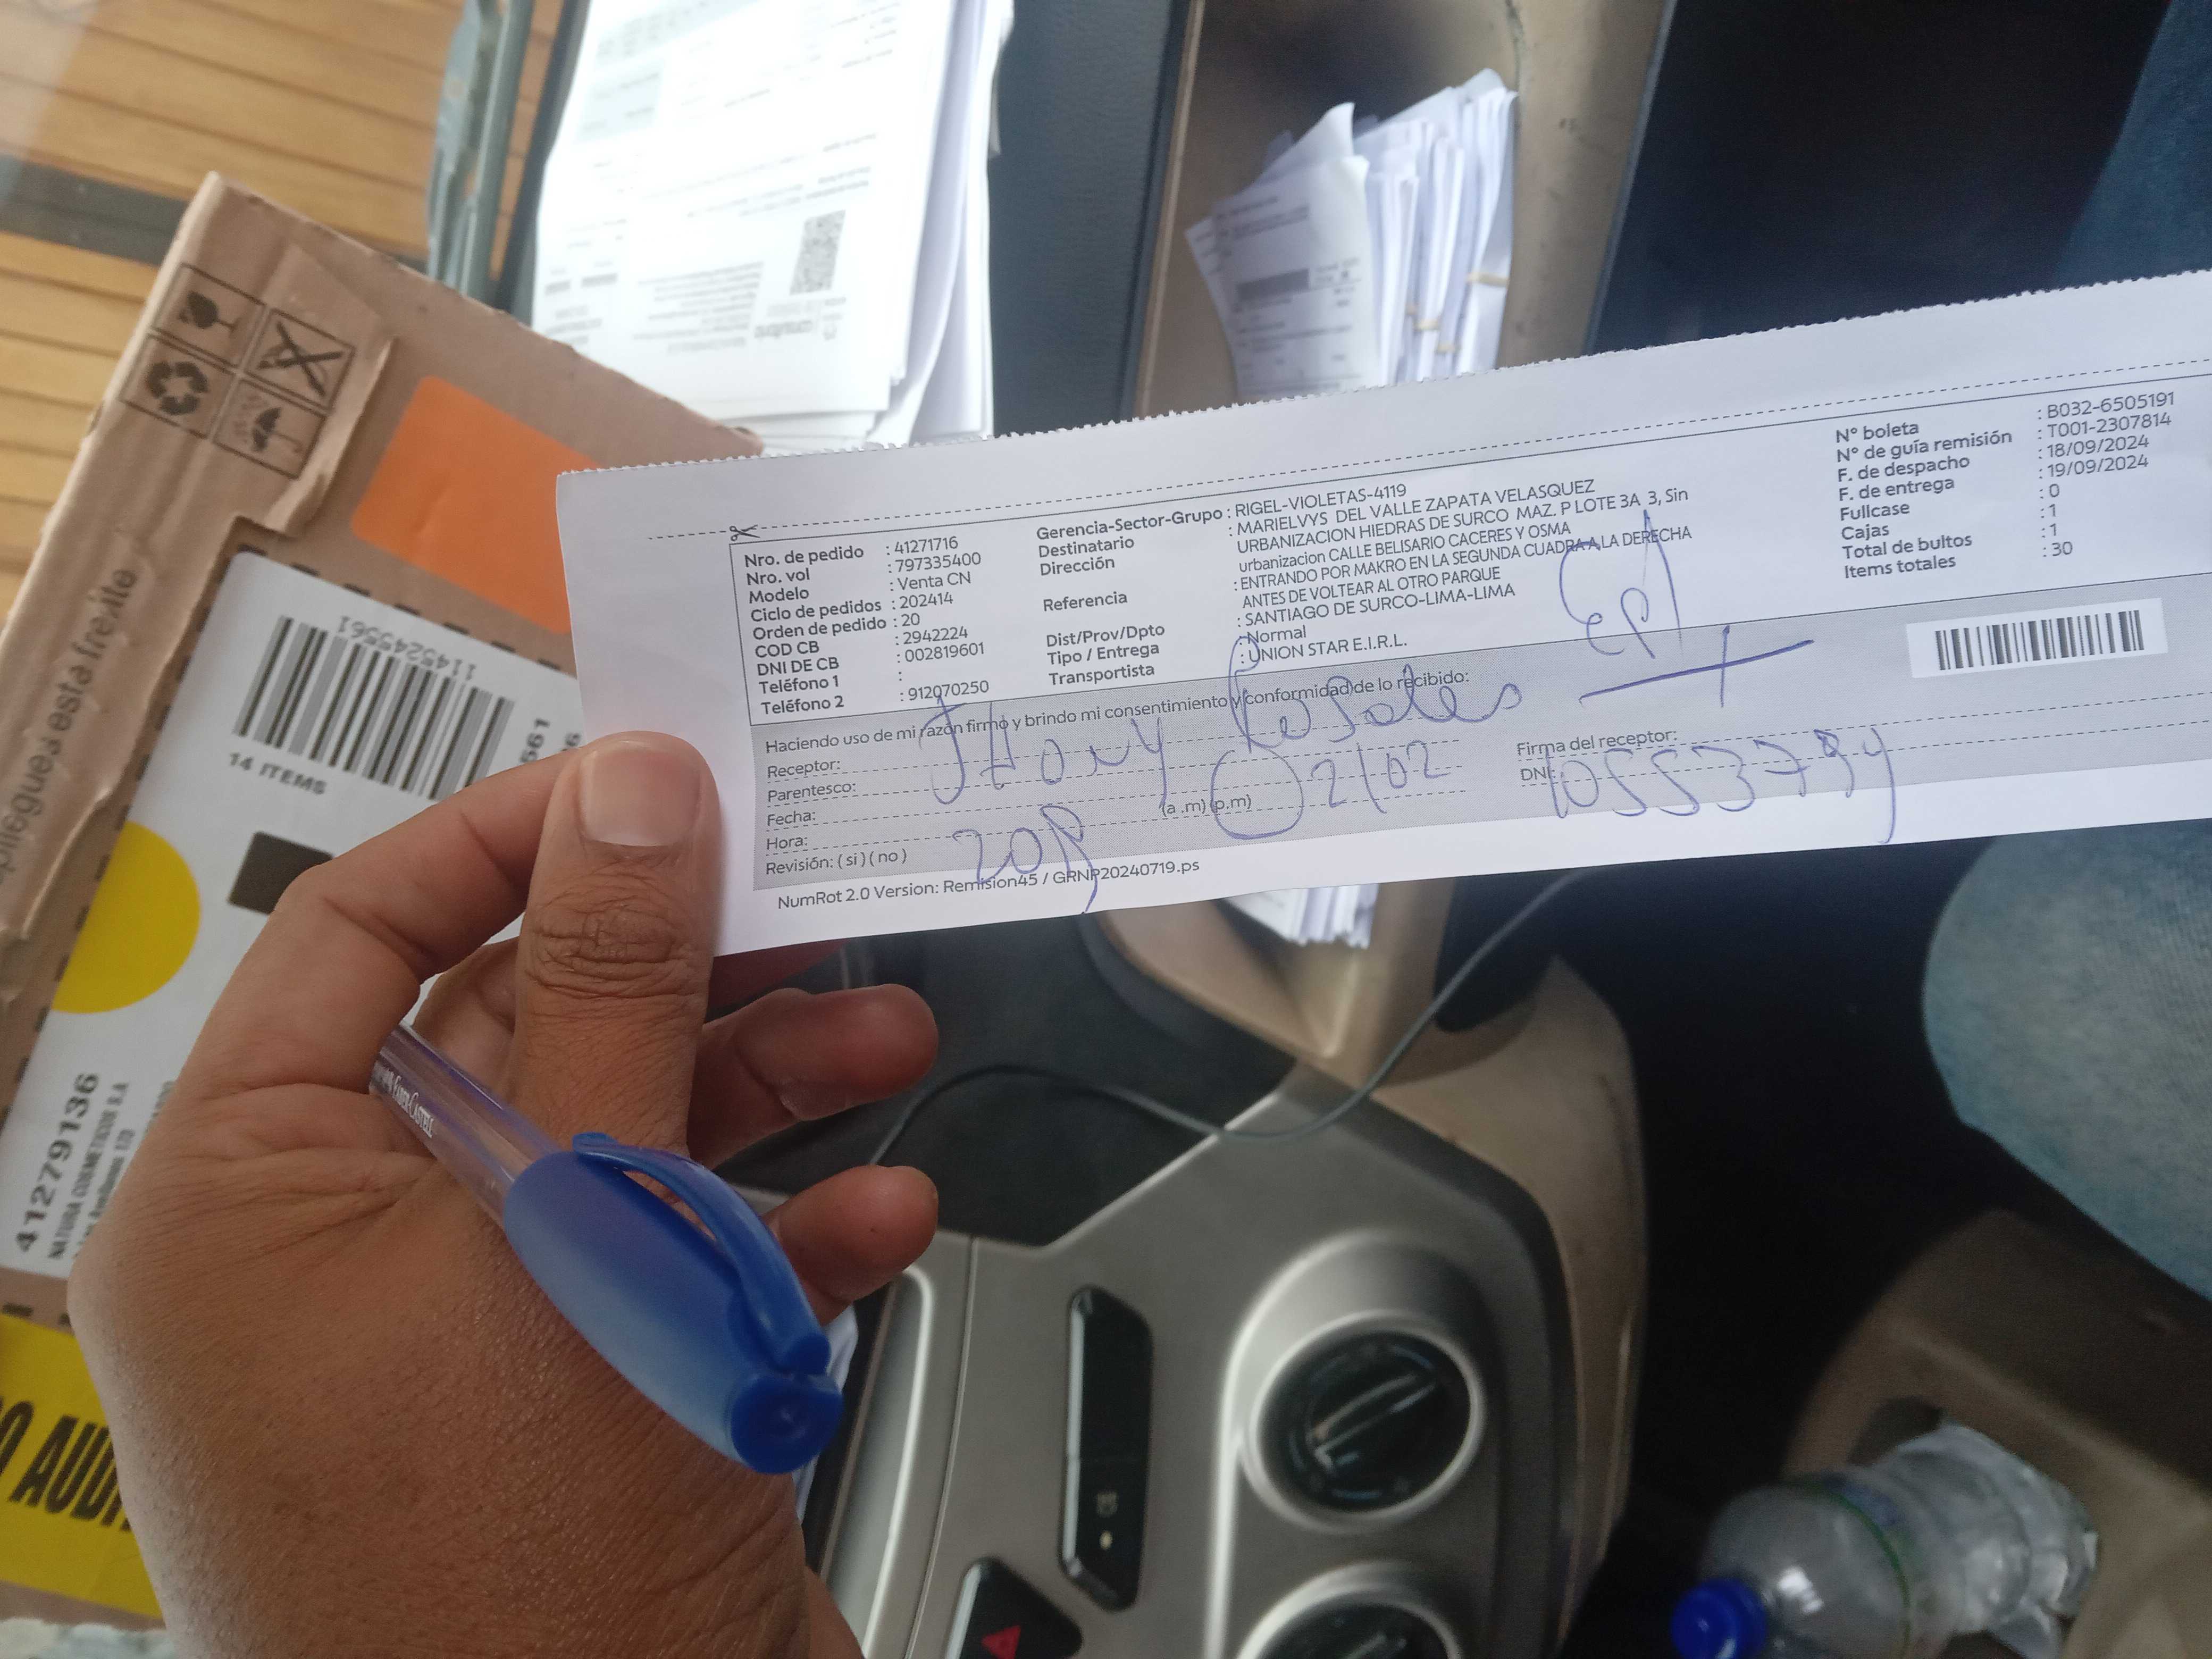 Nro. de pedido : 41271716
Nro. vol : 797335400
Modelo : Venta CN
Ciclo de pedidos : 202414
Orden de pedido : 20
COD CB : 2942224
DNI DE CB : 002819601
Teléfono 1 :
Teléfono 2 : 912070250
Gerencia-Sector-Grupo : RIGEL-VIOLETAS-4119
Destinatario : MARIELVYS DEL VALLE ZAPATA VELASQUEZ
Dirección URBANIZACION HIEDRAS DE SURCO MAZ. P LOTE 3A 3, Sin
urbanizacion CALLE BELISARIO CACERES Y OSMA
Referencia : ENTRANDO POR MAKRO EN LA SEGUNDA CUADRA A LA DERECHA
ANTES DE VOLTEAR AL OTRO PARQUE
Dist/Prov/Dpto : SANTIAGO DE SURCO-LIMA-LIMA
Tipo / Entrega : Normal
Transportista : UNION STAR E.I.R.L.
N° boleta : B032-6505191
N° de guía remisión : T001-2307814
F. de despacho : 18/09/2024
F. de entrega : 19/09/2024
Fullcase : 0
Cajas : 1
Total de bultos : 1
Items totales : 30
Haciendo uso de mi razón firmo y brindo mi consentimiento y conformidad de lo recibido:
Receptor: JHony Rosales
Parentesco:
Fecha:
Hora: (a .m) (p.m)
Revisión: ( si ) ( no )
Firma del receptor:
DNI:
NumRot 2.0 Version: Remision45 / GRNP20240719.ps
pliegues esta frente
1145245561
14 ITEMS
41279136
NATURA COSMETICOS S.A
FABER-CASTELL